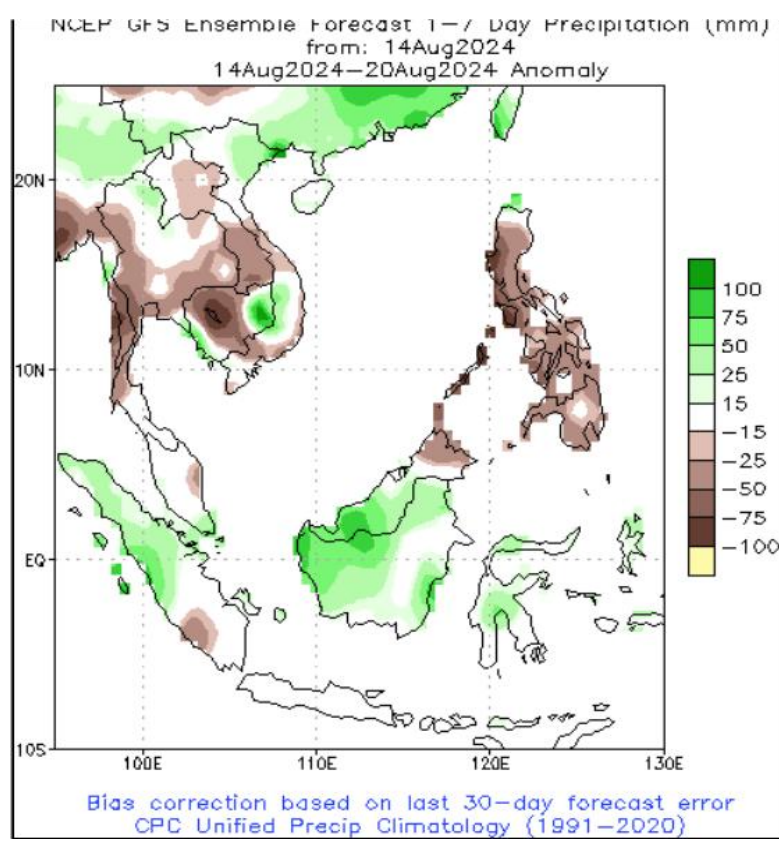 NCEP GFS Ensemble Forecast 1-7 Day Precipitation (mm)
from: 14Aug2024
14Aug2024-20Aug2024 Anomaly
20N
10N
EQ
10S
100E
110E
120E
130E
100
75
50
25
15
-15
-25
-50
-75
-100
Bias correction based on last 30-day forecast error
CPC Unified Precip Climatology (1991-2020)